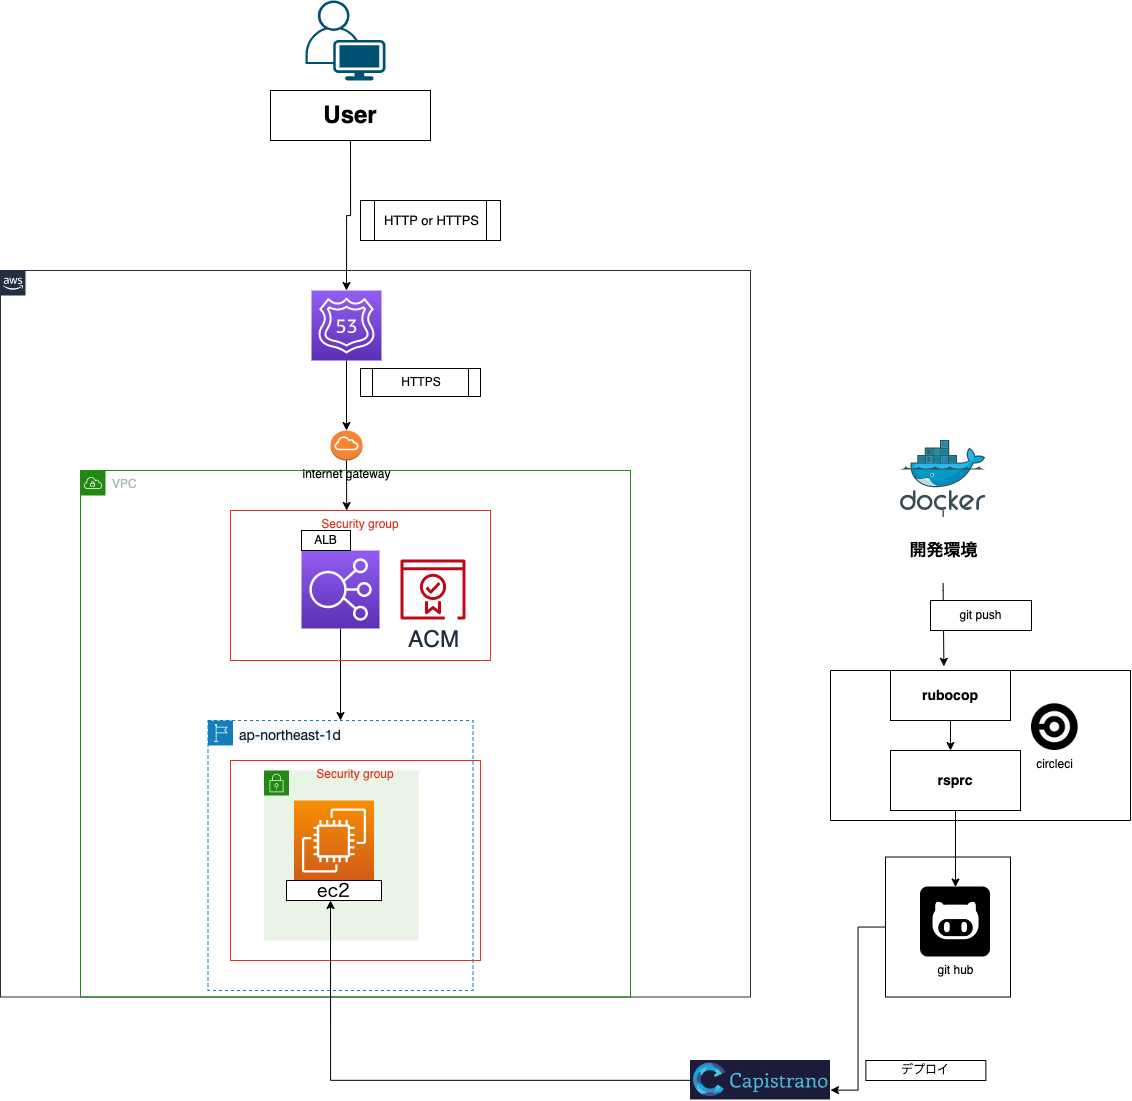 User
HTTP or HTTPS
aws
53
HTTPS
internet gateway
VPC
Security group
ALB
ACM
ap-northeast-1d
Security group
ec2
docker
開発環境
git push
rubocop
circleci
rsprc
git hub
デプロイ
Capistrano